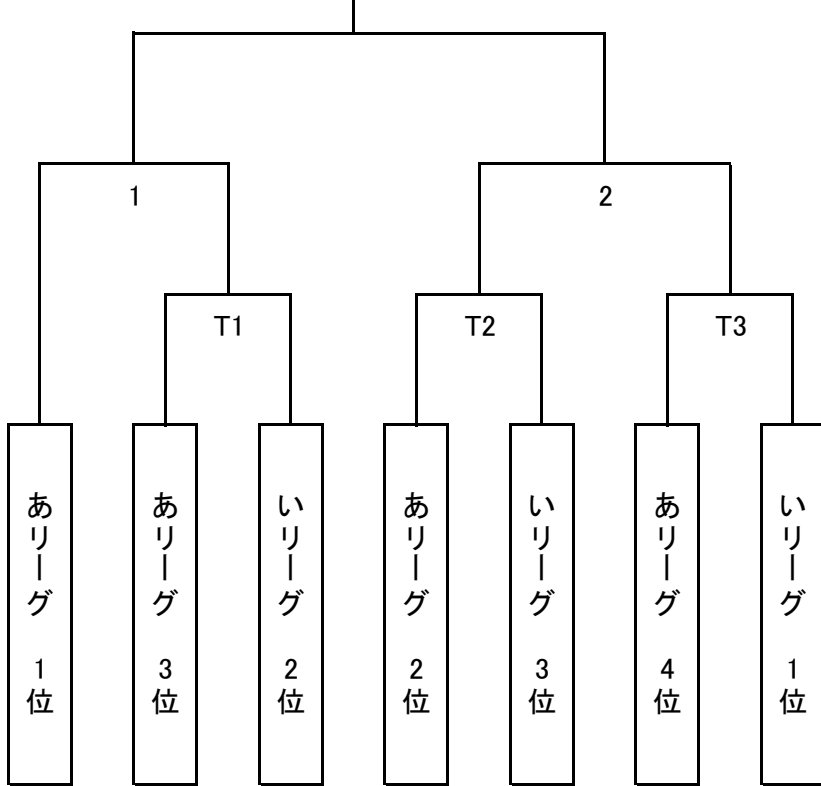 1
2
T1
T2
T3
あリーグ 1位
あリーグ 3位
いリーグ 2位
あリーグ 2位
いリーグ 3位
あリーグ 4位
いリーグ 1位